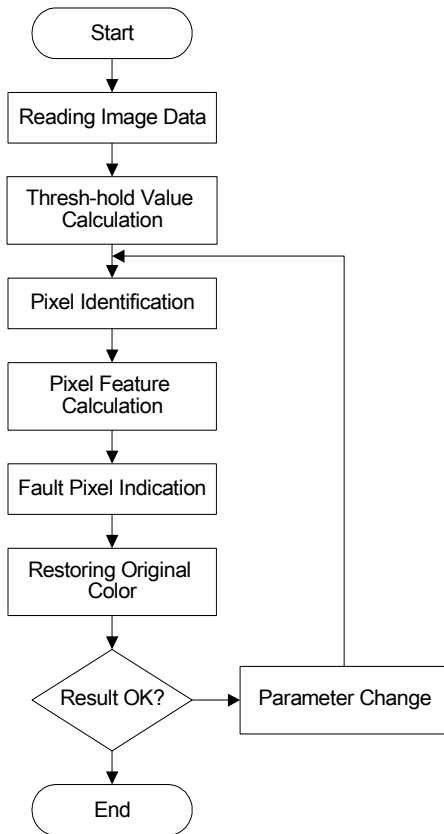 Start
Reading Image Data
Thresh-hold Value
Calculation
Pixel Identification
Pixel Feature
Calculation
Fault Pixel Indication
Restoring Original
Color
Result OK?
Parameter Change
End